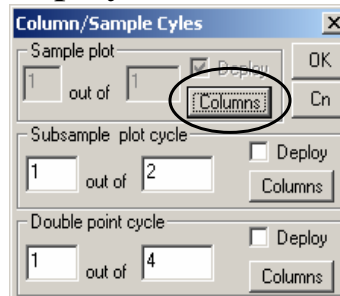 Column/Sample Cyles
Sample plot
Deploy
OK
1 out of 1
Columns
Cn
Subsample plot cycle
Deploy
1 out of 2
Columns
Double point cycle
Deploy
1 out of 4
Columns